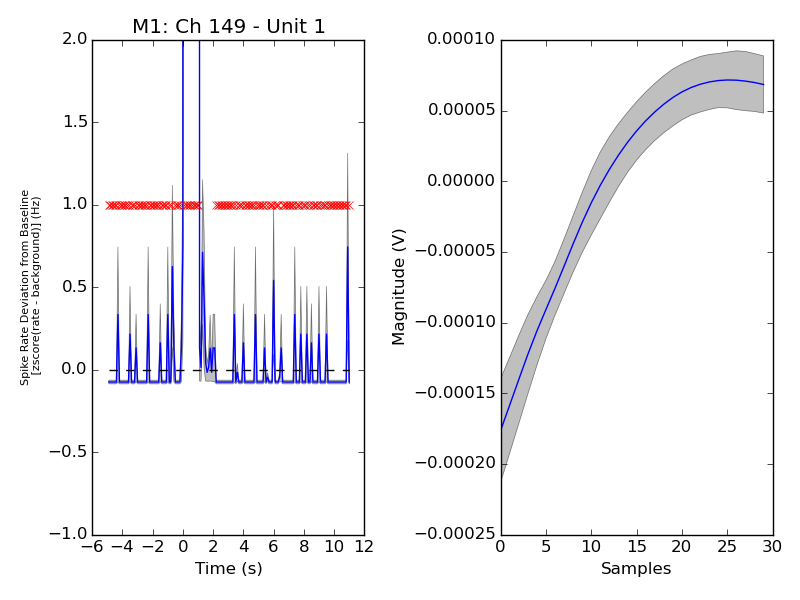 M1: Ch 149 - Unit 1
2.0
1.5
1.0
0.5
0.0
−0.5
−1.0
−6 −4 −2 0 2 4 6 8 10 12
Time (s)
Spike Rate Deviation from Baseline
[zscore(rate - background)] (Hz)
0.00010
0.00005
0.00000
−0.00005
−0.00010
−0.00015
−0.00020
−0.00025
0 5 10 15 20 25 30
Samples
Magnitude (V)